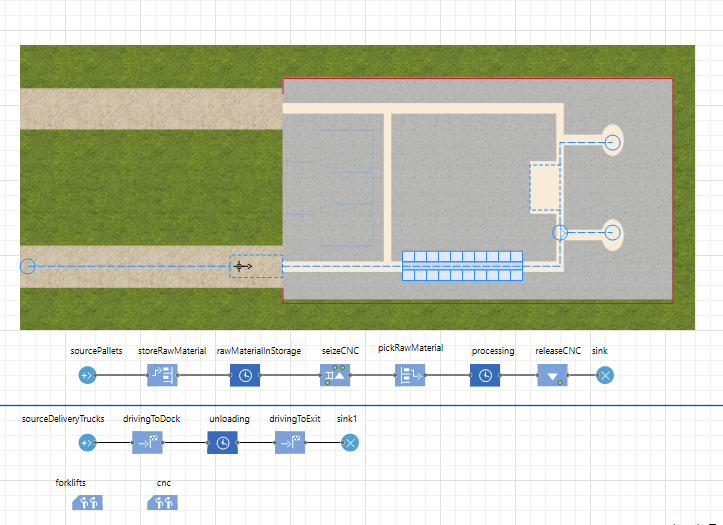 sourcePallets storeRawMaterial rawMaterialInStorage seizeCNC pickRawMaterial processing releaseCNC sink
sourceDeliveryTrucks drivingToDock unloading drivingToExit sink1
forklifts cnc